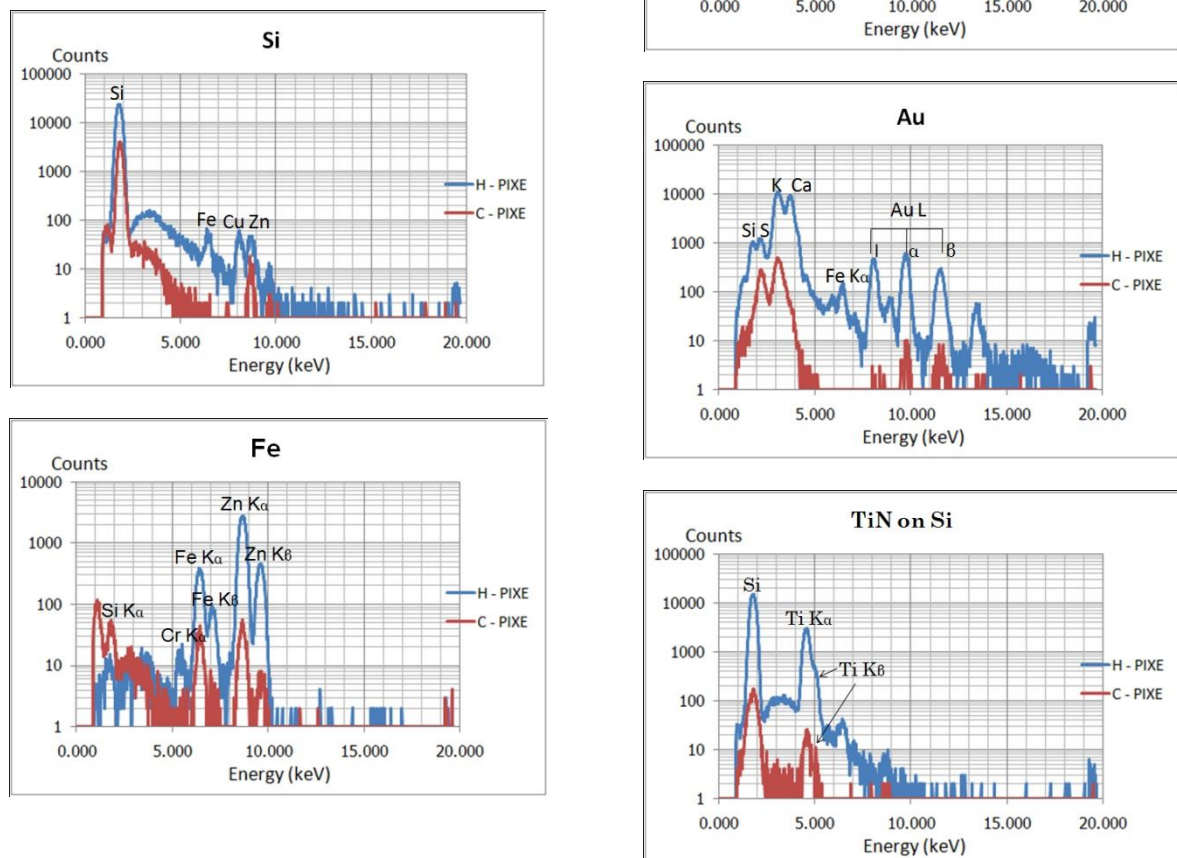 Si
Counts
100000
10000
1000
100
10
1
Si
Fe Cu Zn
H - PIXE
C - PIXE
0.000 5.000 10.000 15.000 20.000
Energy (keV)
Fe
Counts
10000
1000
100
10
1
Zn Kα
Fe Kα
Zn Kβ
Fe Kβ
Si Kα
Cr Kα
H - PIXE
C - PIXE
0.000 5.000 10.000 15.000 20.000
Energy (keV)
0.000 5.000 10.000 15.000 20.000
Energy (keV)
Au
Counts
100000
10000
1000
100
10
1
K Ca
Au L
Si S
l α β
Fe Kα
H - PIXE
C - PIXE
0.000 5.000 10.000 15.000 20.000
Energy (keV)
TiN on Si
Counts
100000
10000
1000
100
10
1
Si
Ti Kα
Ti Kβ
H - PIXE
C - PIXE
0.000 5.000 10.000 15.000 20.000
Energy (keV)